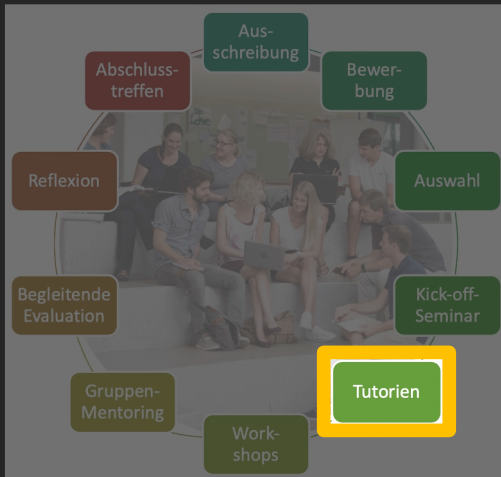 Aus-
schreibung
Bewer-
bung
Auswahl
Kick-off-
Seminar
Tutorien
Work-
shops
Gruppen-
Mentoring
Begleitende
Evaluation
Reflexion
Abschluss-
treffen